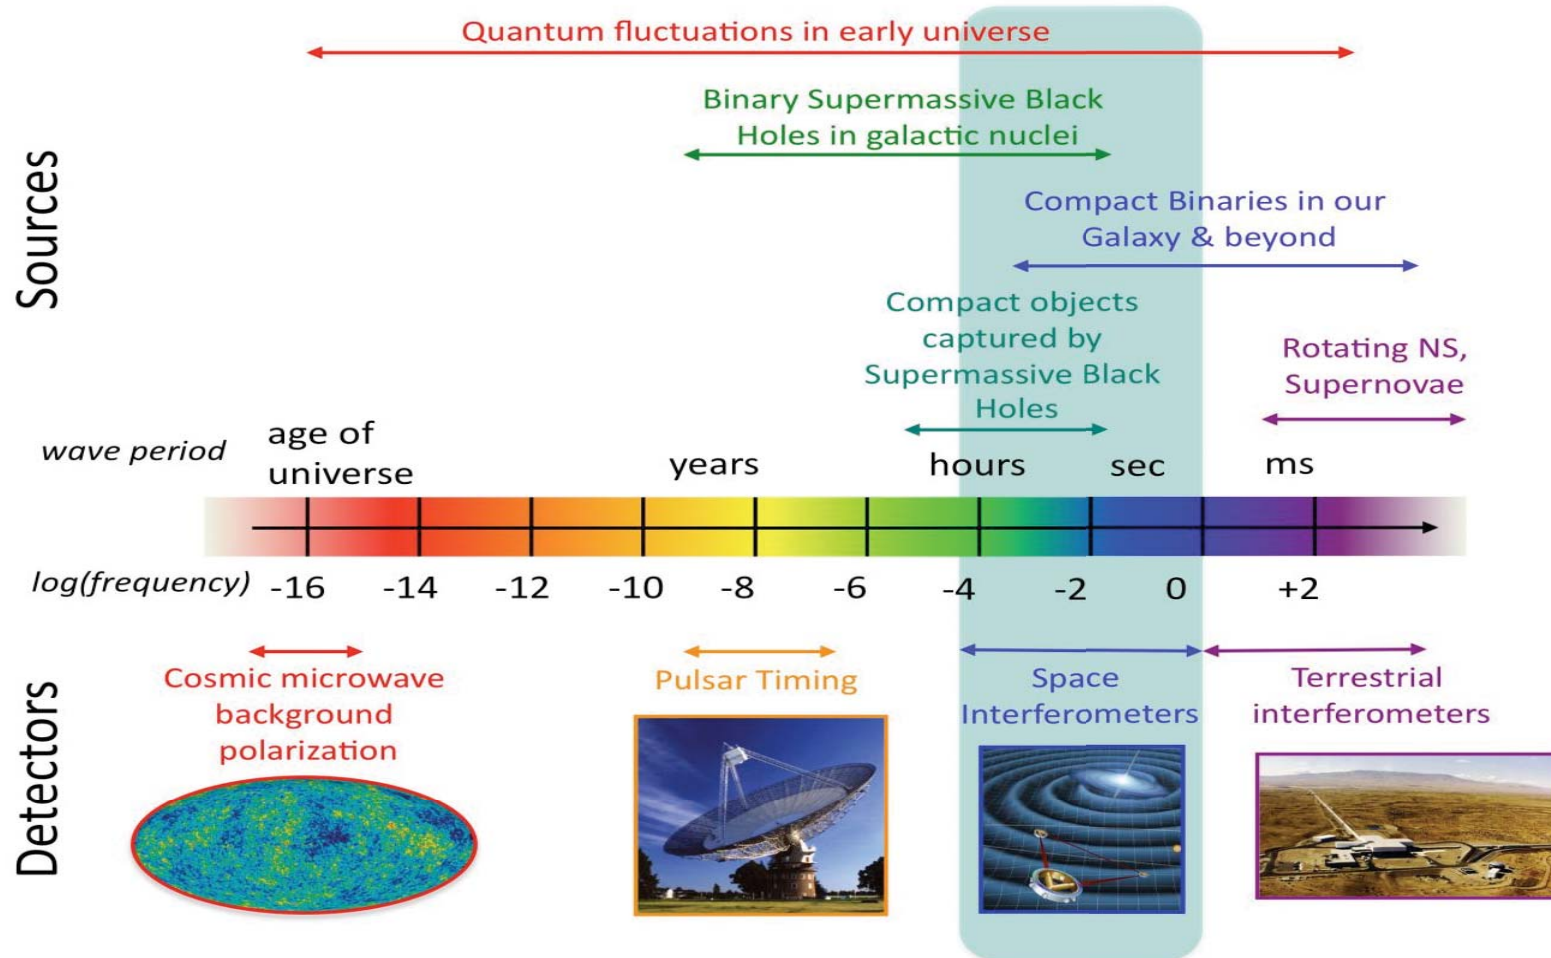 Quantum fluctuations in early universe
Binary Supermassive Black
Holes in galactic nuclei
Compact Binaries in our
Galaxy & beyond
Compact objects
captured by
Supermassive Black
Holes
Rotating NS,
Supernovae
Sources
wave period
age of
universe
years
hours
sec
ms
log(frequency)
-16
-14
-12
-10
-8
-6
-4
-2
0
+2
Detectors
Cosmic microwave
background
polarization
Pulsar Timing
Space
Interferometers
Terrestrial
interferometers